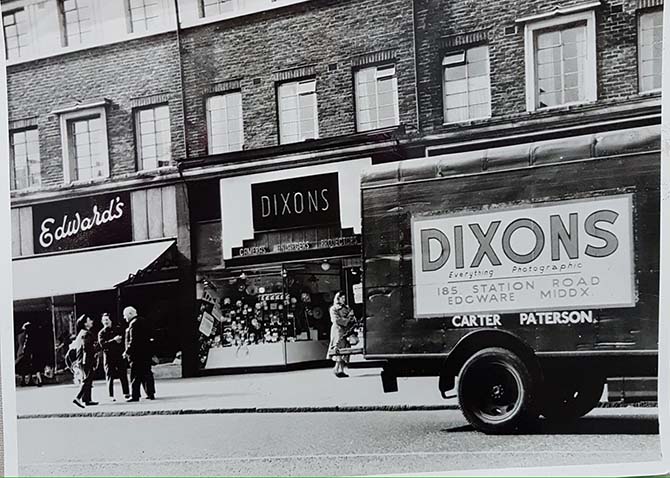 Edward's
DIXONS
CAMERAS ENLARGERS PROJECTORS
DIXONS
Everything Photographic
185, STATION ROAD
EDGWARE MIDDX
CARTER PATERSON.